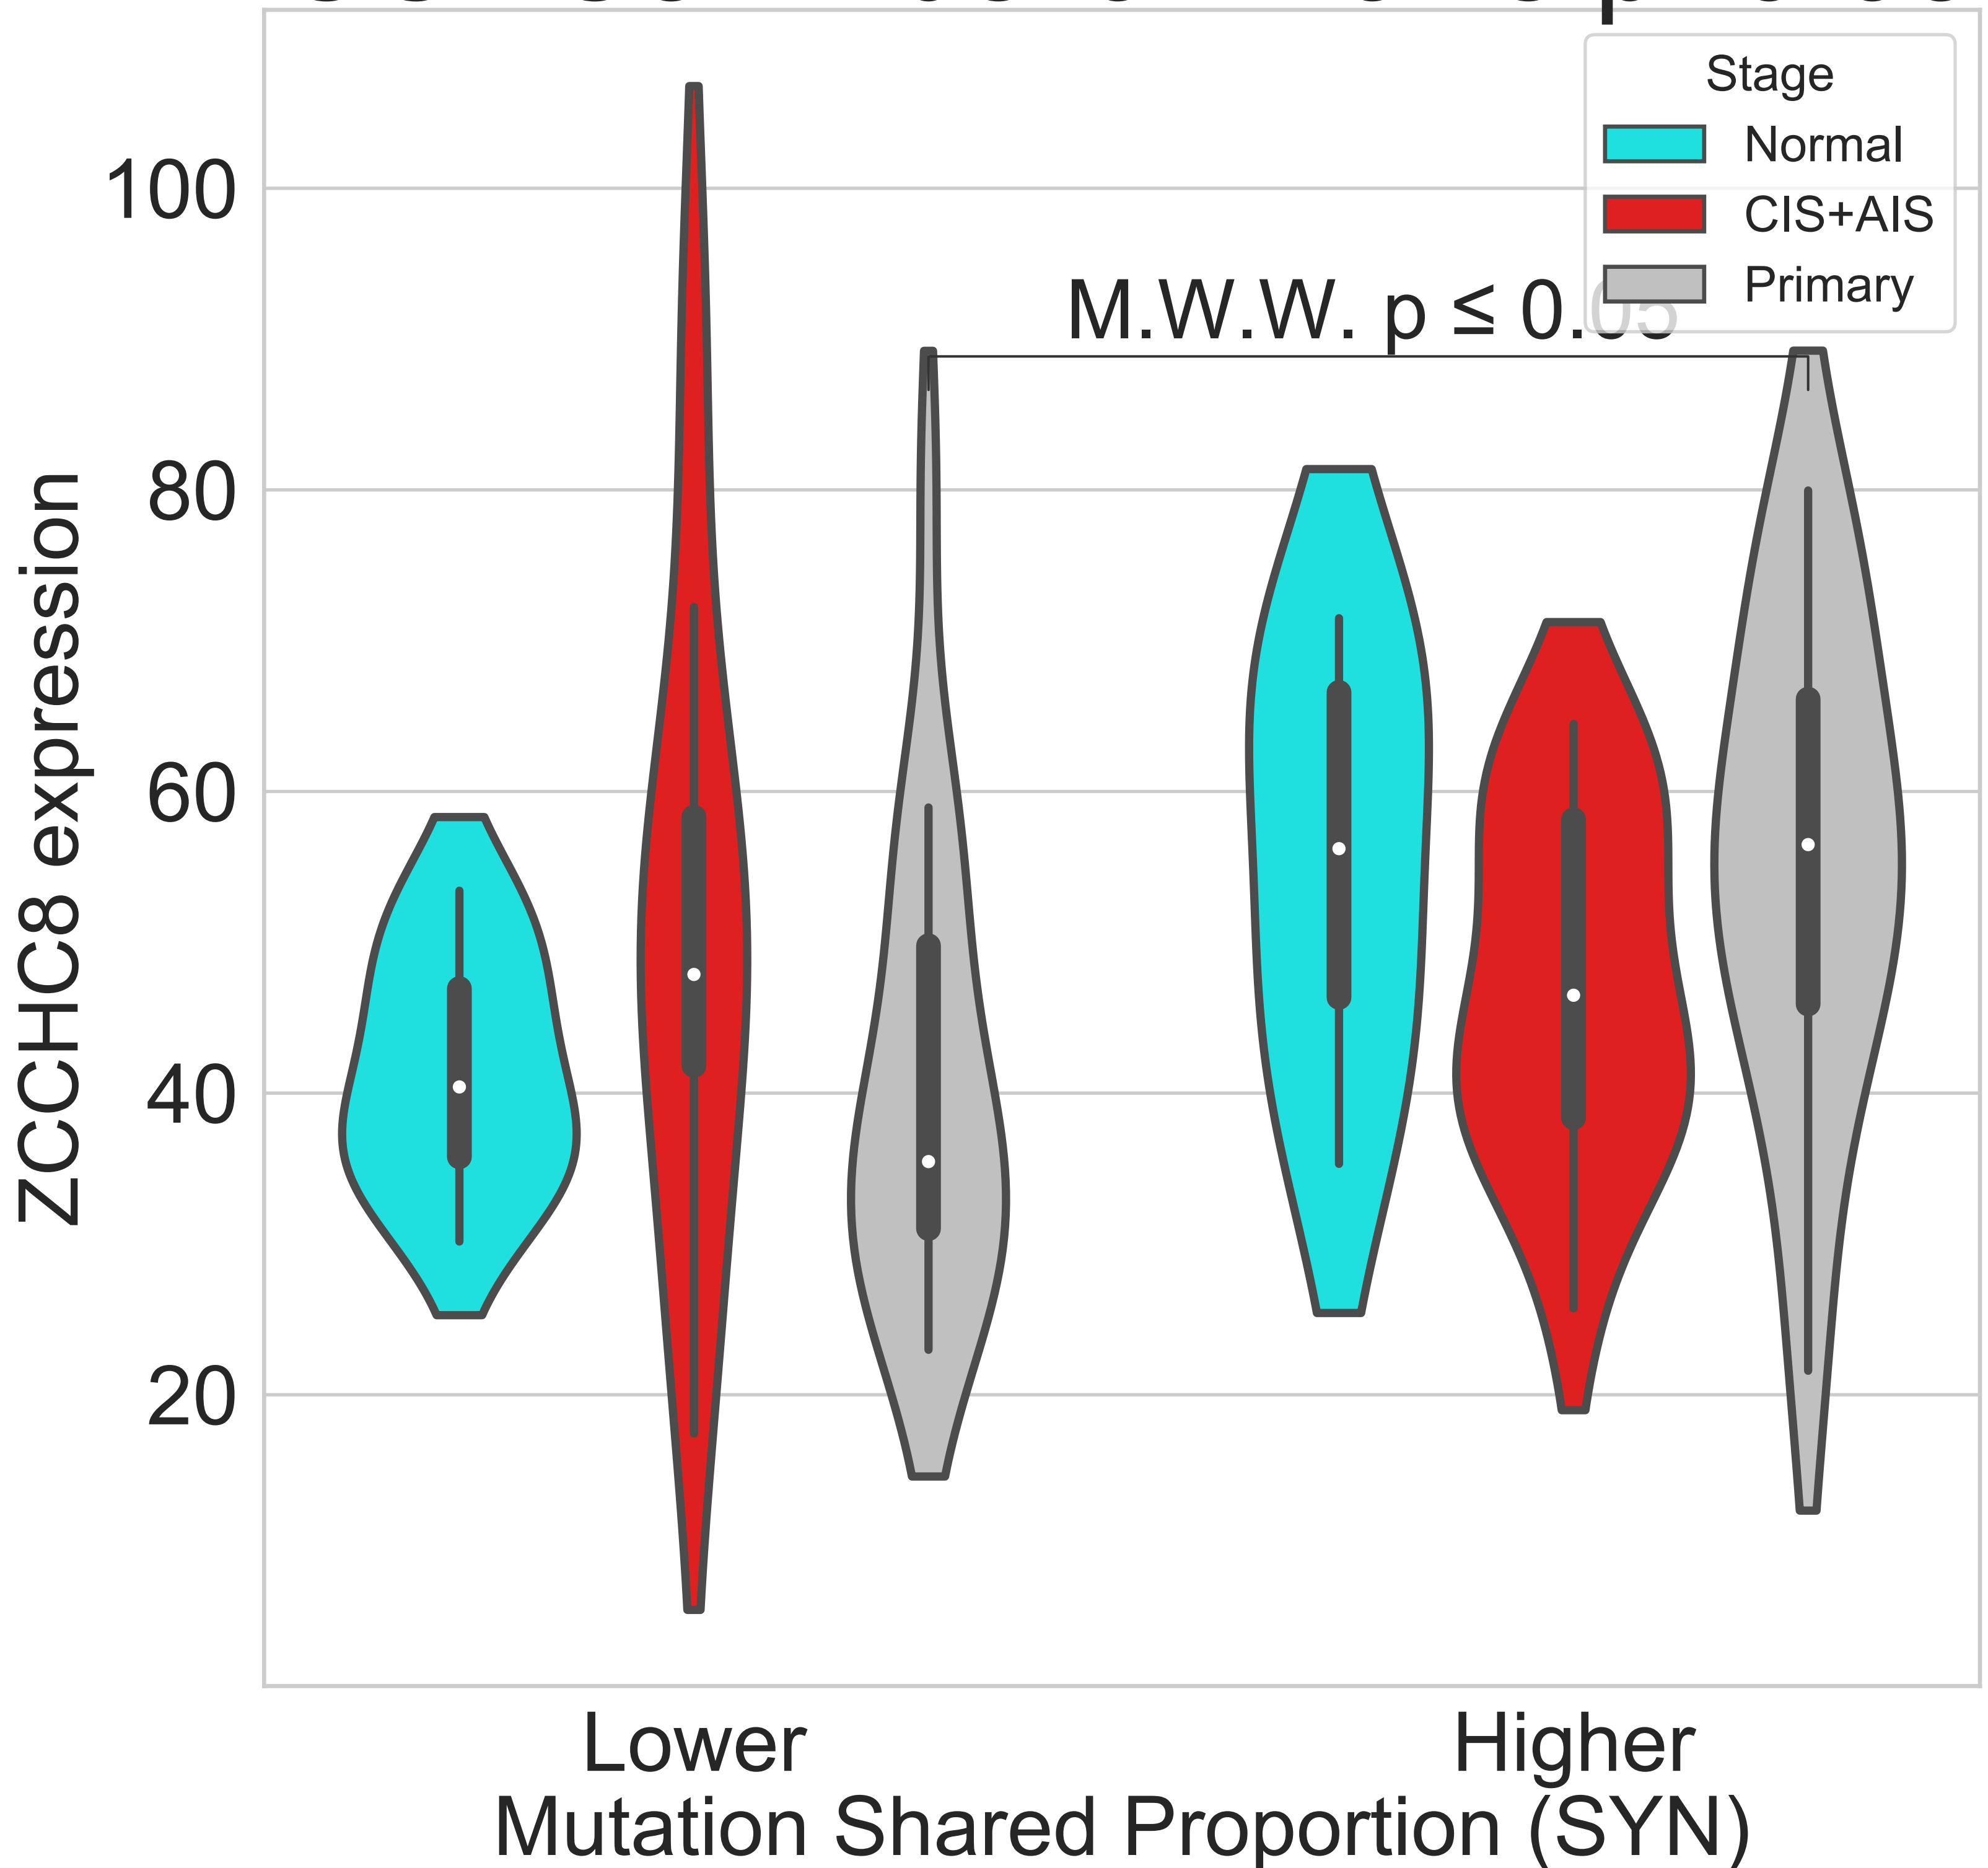 Stage
Normal
CIS+AIS
Primary
M.W.W. p ≤ 0.05
100
80
60
40
20
ZCCHC8 expression
Lower
Higher
Mutation Shared Proportion (SYN)